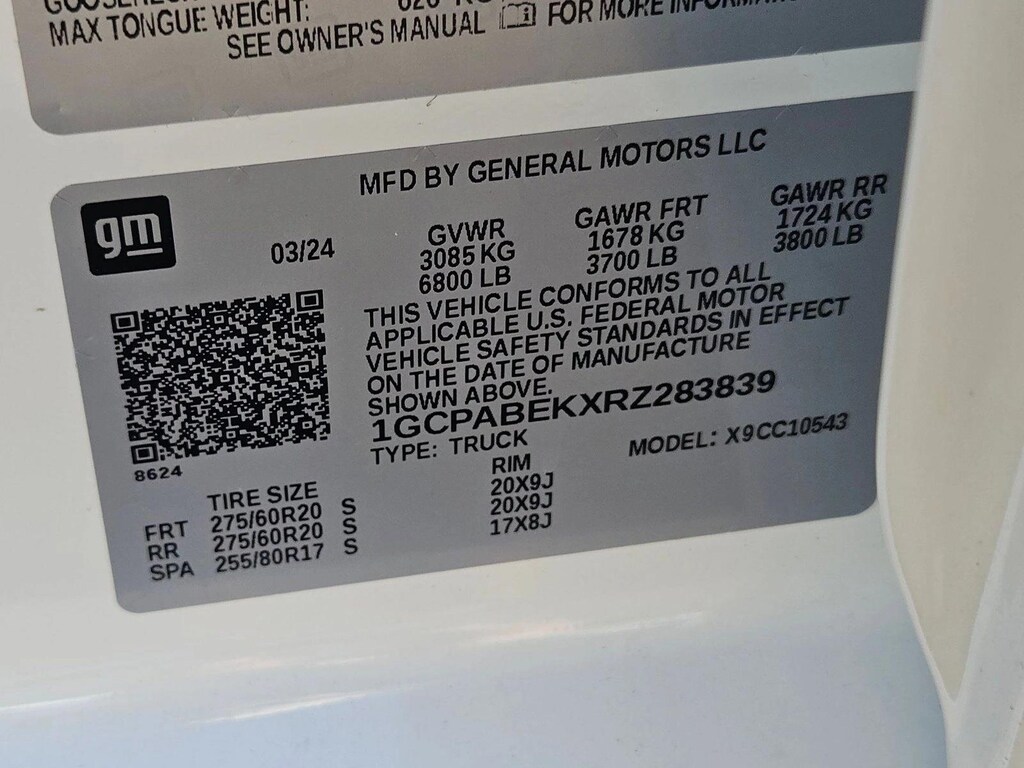 MAX TONGUE WEIGHT:
SEE OWNER'S MANUAL FOR MORE
MFD BY GENERAL MOTORS LLC
gm
03/24
GVWR
3085 KG
6800 LB
GAWR FRT
1678 KG
3700 LB
GAWR RR
1724 KG
3800 LB
THIS VEHICLE CONFORMS TO ALL
APPLICABLE U.S. FEDERAL MOTOR
VEHICLE SAFETY STANDARDS IN EFFECT
ON THE DATE OF MANUFACTURE
SHOWN ABOVE.
1GCPABEKXRZ283839
TYPE: TRUCK
MODEL: X9CC10543
8624
TIRE SIZE RIM
FRT 275/60R20 S 20X9J
RR 275/60R20 S 20X9J
SPA 255/80R17 S 17X8J